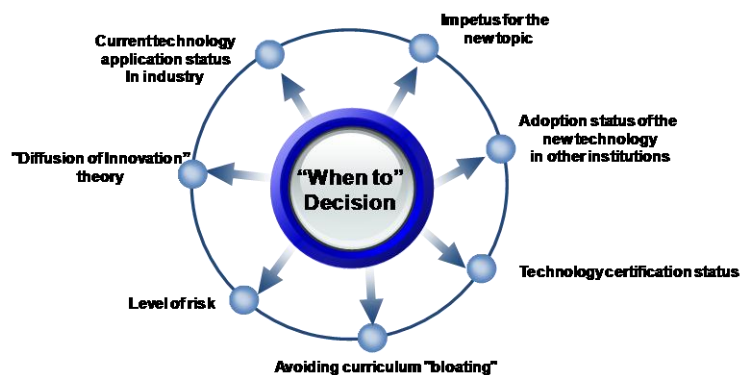 Impetus for the
new topic
Current technology
application status
In industry
Adoption status of the
new technology
in other institutions
"Diffusion of Innovation"
theory
“When to”
Decision
Technology certification status
Level of risk
Avoiding curriculum "bloating"